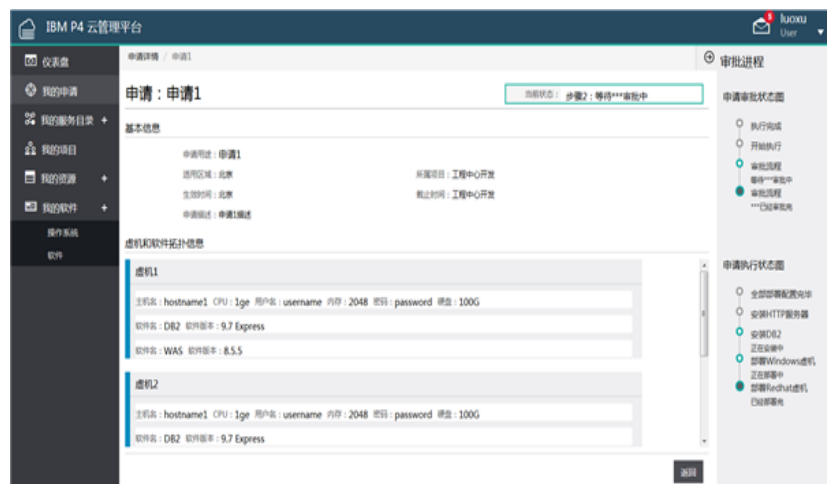 IBM P4 云管理平台
5
luoxu
User
仪表盘
我的申请
我的服务目录 +
我的项目
我的资源 +
我的软件 +
操作系统
软件
申请详情 / 申请1
申请：申请1
当前状态： 步骤2：等待***审批中
基本信息
申请用途：申请1
适用区域：北京 所属项目：工程中心开发
生效时间：北京 截止时间：工程中心开发
申请描述：申请1描述
虚机和软件拓扑信息
虚机1
主机名：hostname1 CPU：1ge 用户名：username 内存：2048 密码：password 硬盘：100G
软件名：DB2 软件版本：9.7 Express
软件名：WAS 软件版本：8.5.5
虚机2
主机名：hostname1 CPU：1ge 用户名：username 内存：2048 密码：password 硬盘：100G
软件名：DB2 软件版本：9.7 Express
返回
审批进程
申请审批状态图
执行完成
开始执行
审批流程
等待***审批中
审批流程
***已经审批完
申请执行状态图
全部部署配置完毕
安装HTTP服务器
安装DB2
正在安装中
部署Windows虚机
正在部署中
部署Redhat虚机
已经部署完